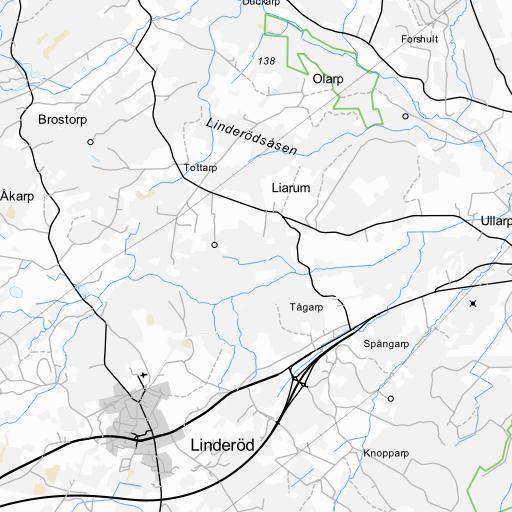 Duckarp
Forshult
138
Olarp
Brostorp
Linderödsåsen
Tottarp
Liarum
Åkarp
Ullarp
Tågarp
Spångarp
Linderöd
Knopparp